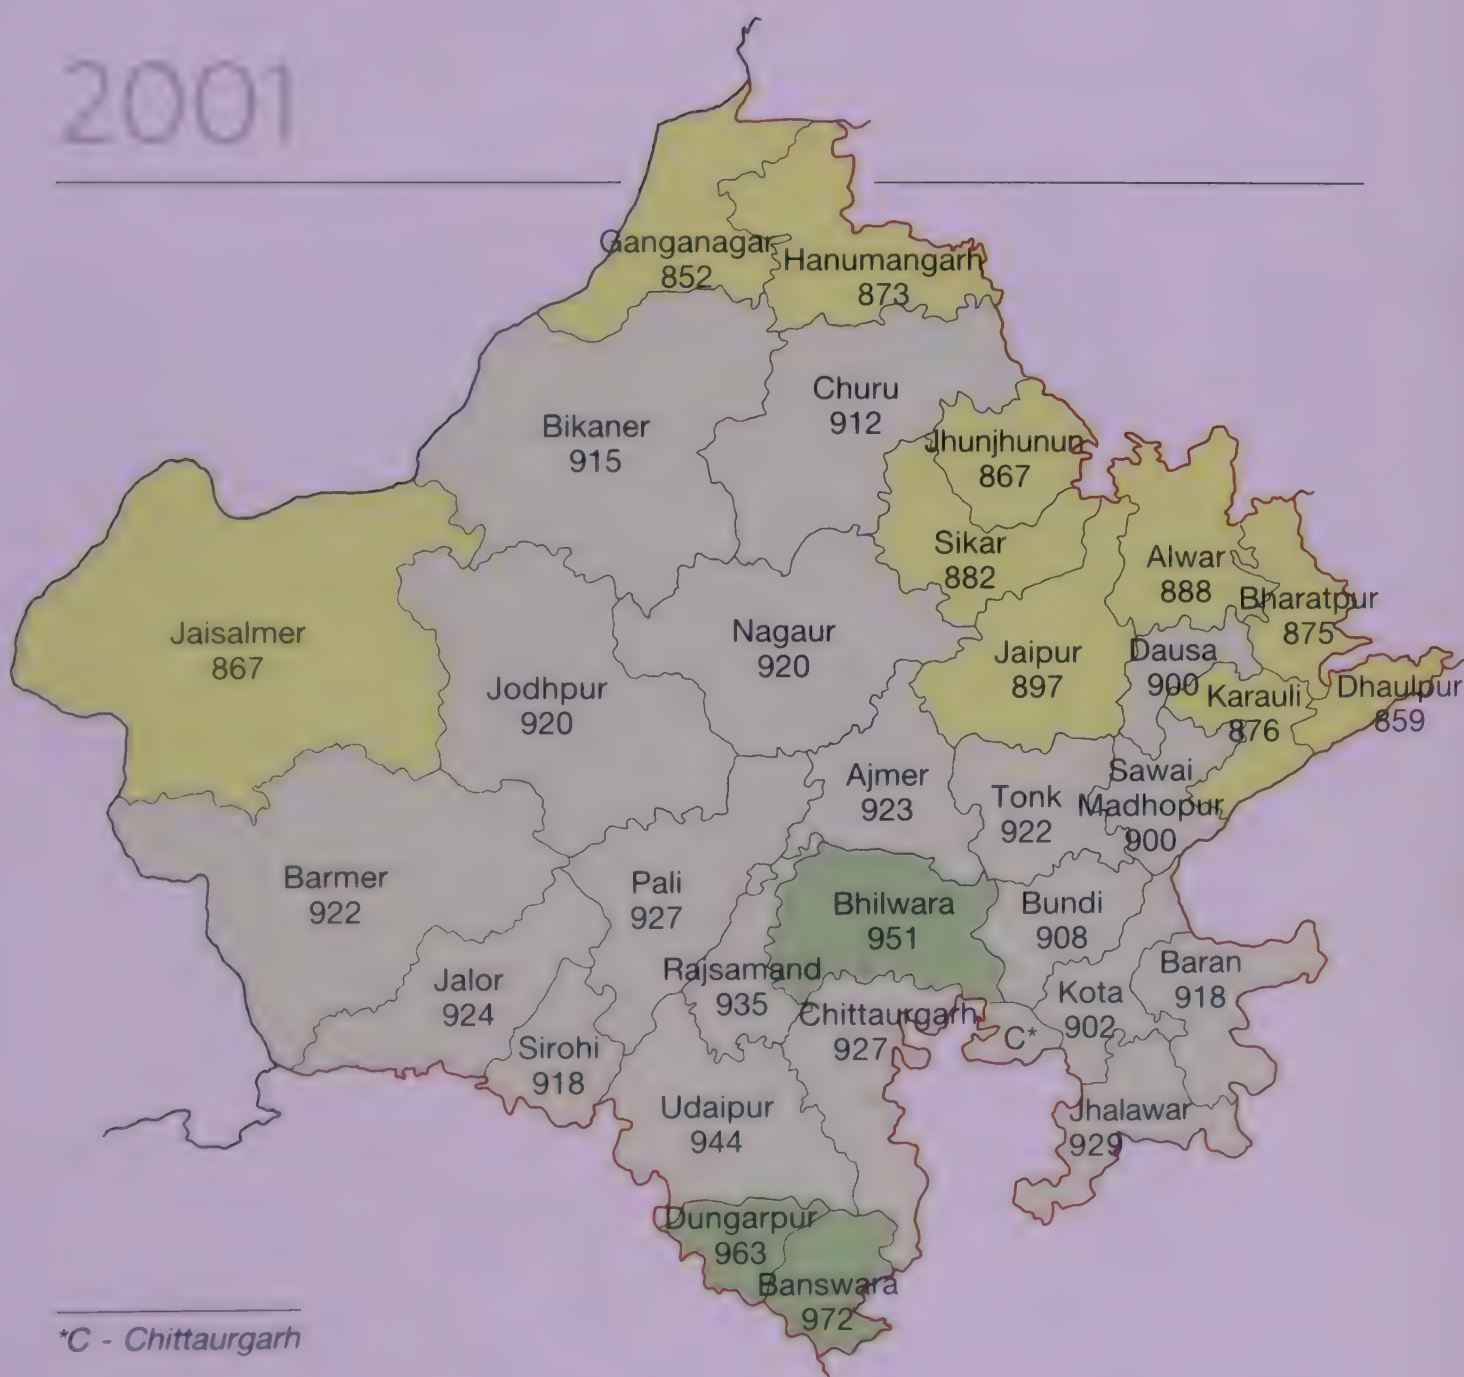 2001
Ganganagar
852
Hanumangarh
873
Churu
912
Bikaner
915
Jhunjhunun
867
Sikar
882
Alwar
888
Bharatpur
875
Jaisalmer
867
Nagaur
920
Jaipur
897
Dausa
900
Karauli
876
Dhaulpur
859
Jodhpur
920
Ajmer
923
Tonk
922
Sawai
Madhopur
900
Barmer
922
Pali
927
Bhilwara
951
Bundi
908
Baran
918
Jalor
924
Rajsamand
935
Kota
902
Chittaurgarh
927
C*
Sirohi
918
Udaipur
944
Jhalawar
929
Dungarpur
963
Banswara
972
*C - Chittaurgarh